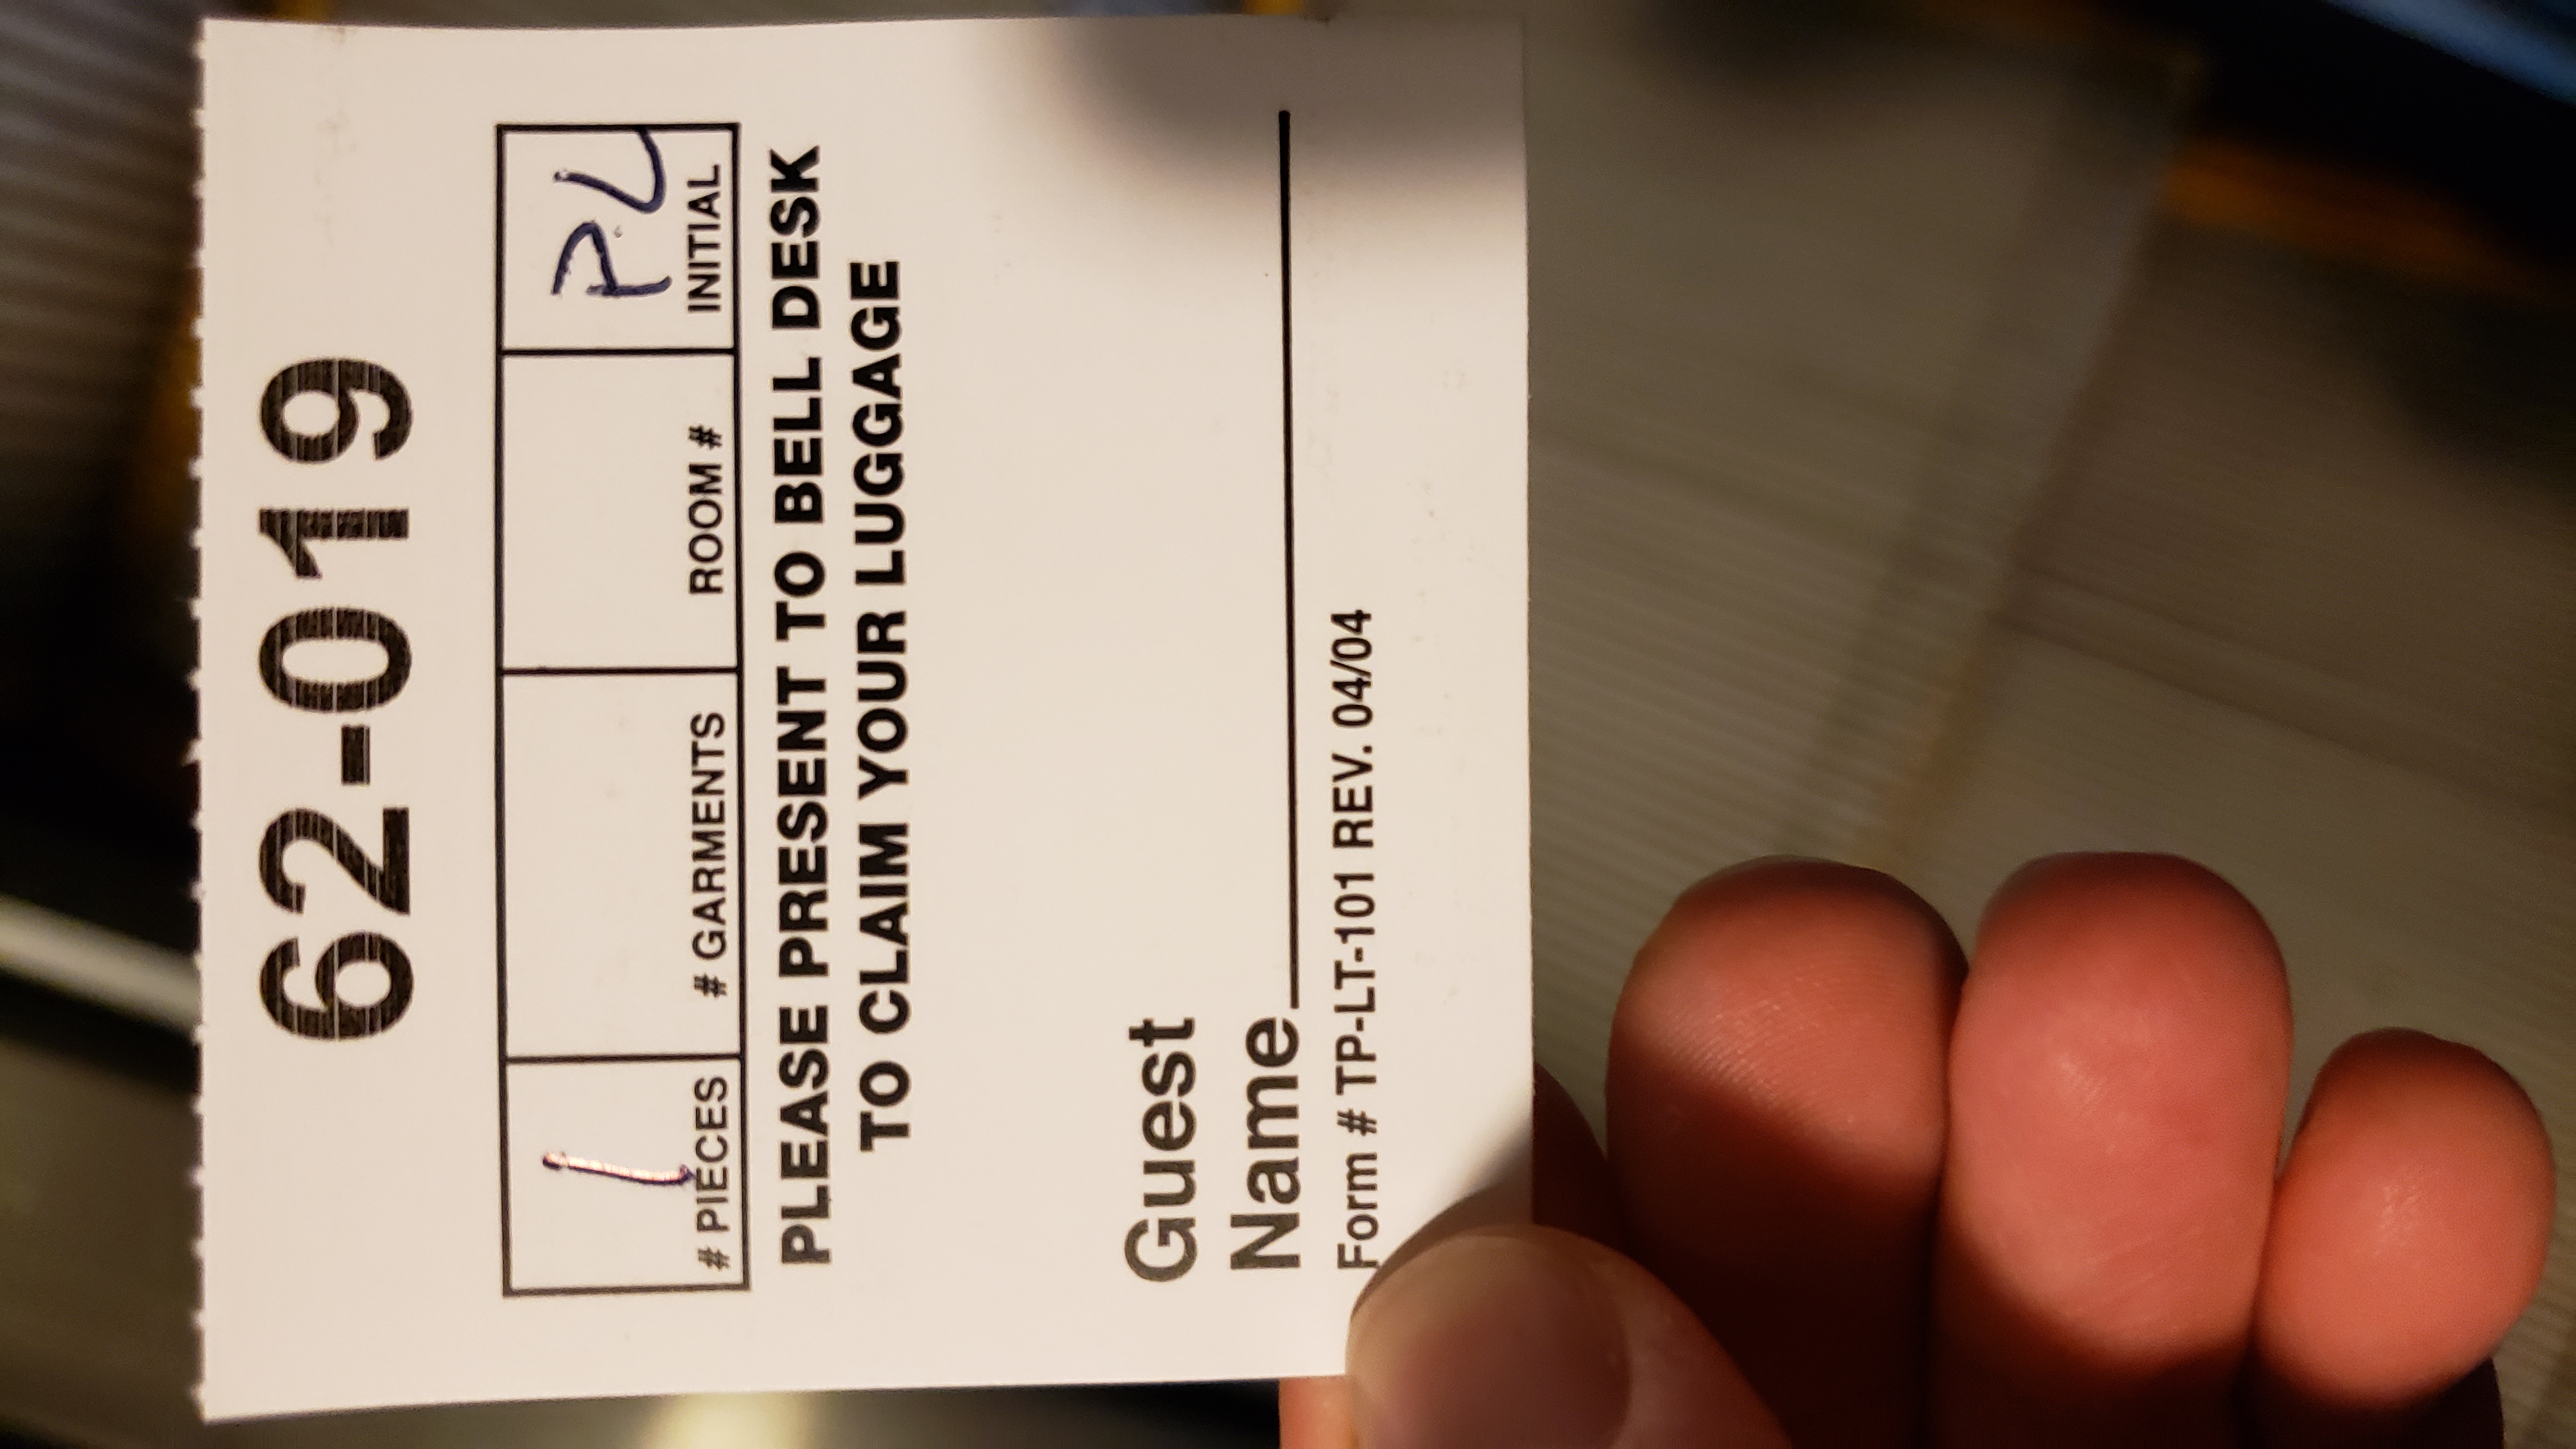 62-019
1 PL
# PIECES # GARMENTS ROOM # INITIAL
PLEASE PRESENT TO BELL DESK
TO CLAIM YOUR LUGGAGE
Guest
Name
Form # TP-LT-101 REV. 04/04